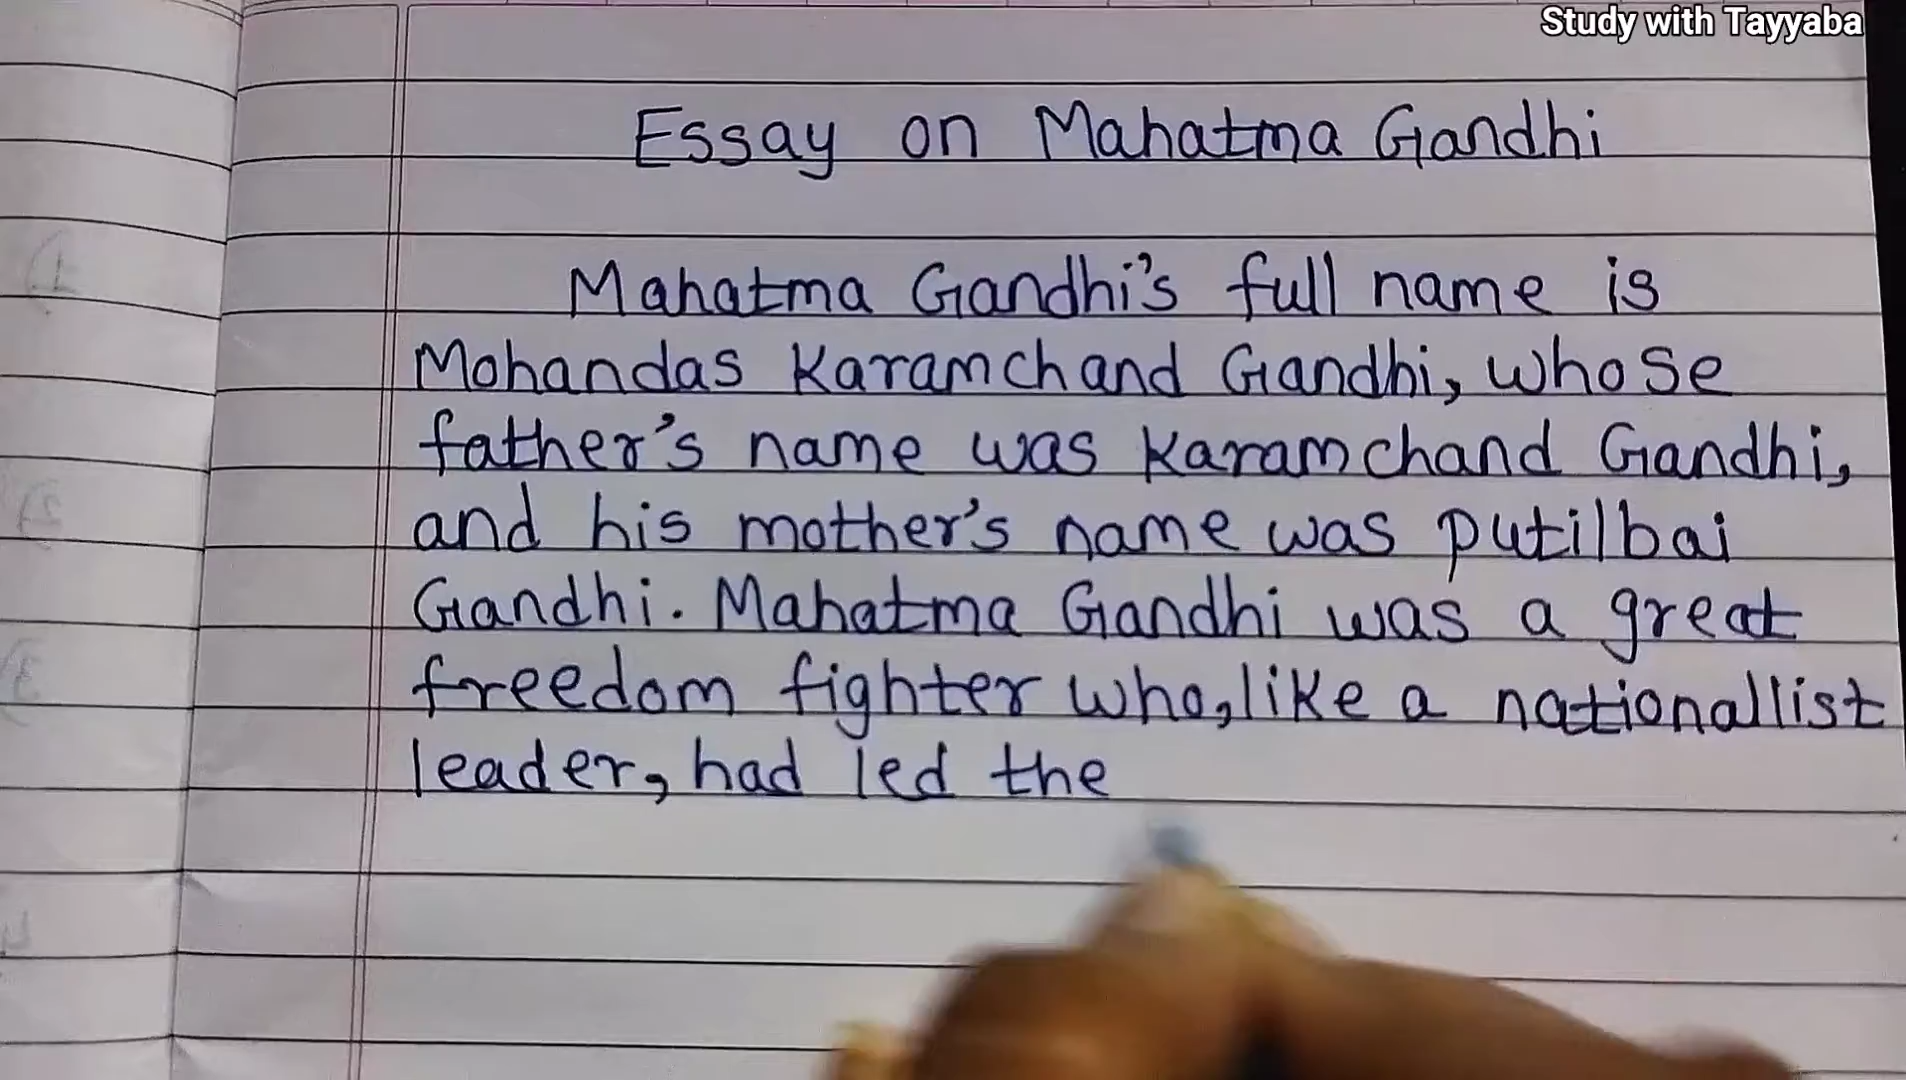 Study with Tayyaba
Essay on Mahatma Gandhi
Mahatma Gandhi's full name is
Mohandas Karamchand Gandhi, whose
father's name was Karamchand Gandhi,
and his mother's name was putilbai
Gandhi. Mahatma Gandhi was a great
freedom fighter who, like a nationallist
leader, had led the